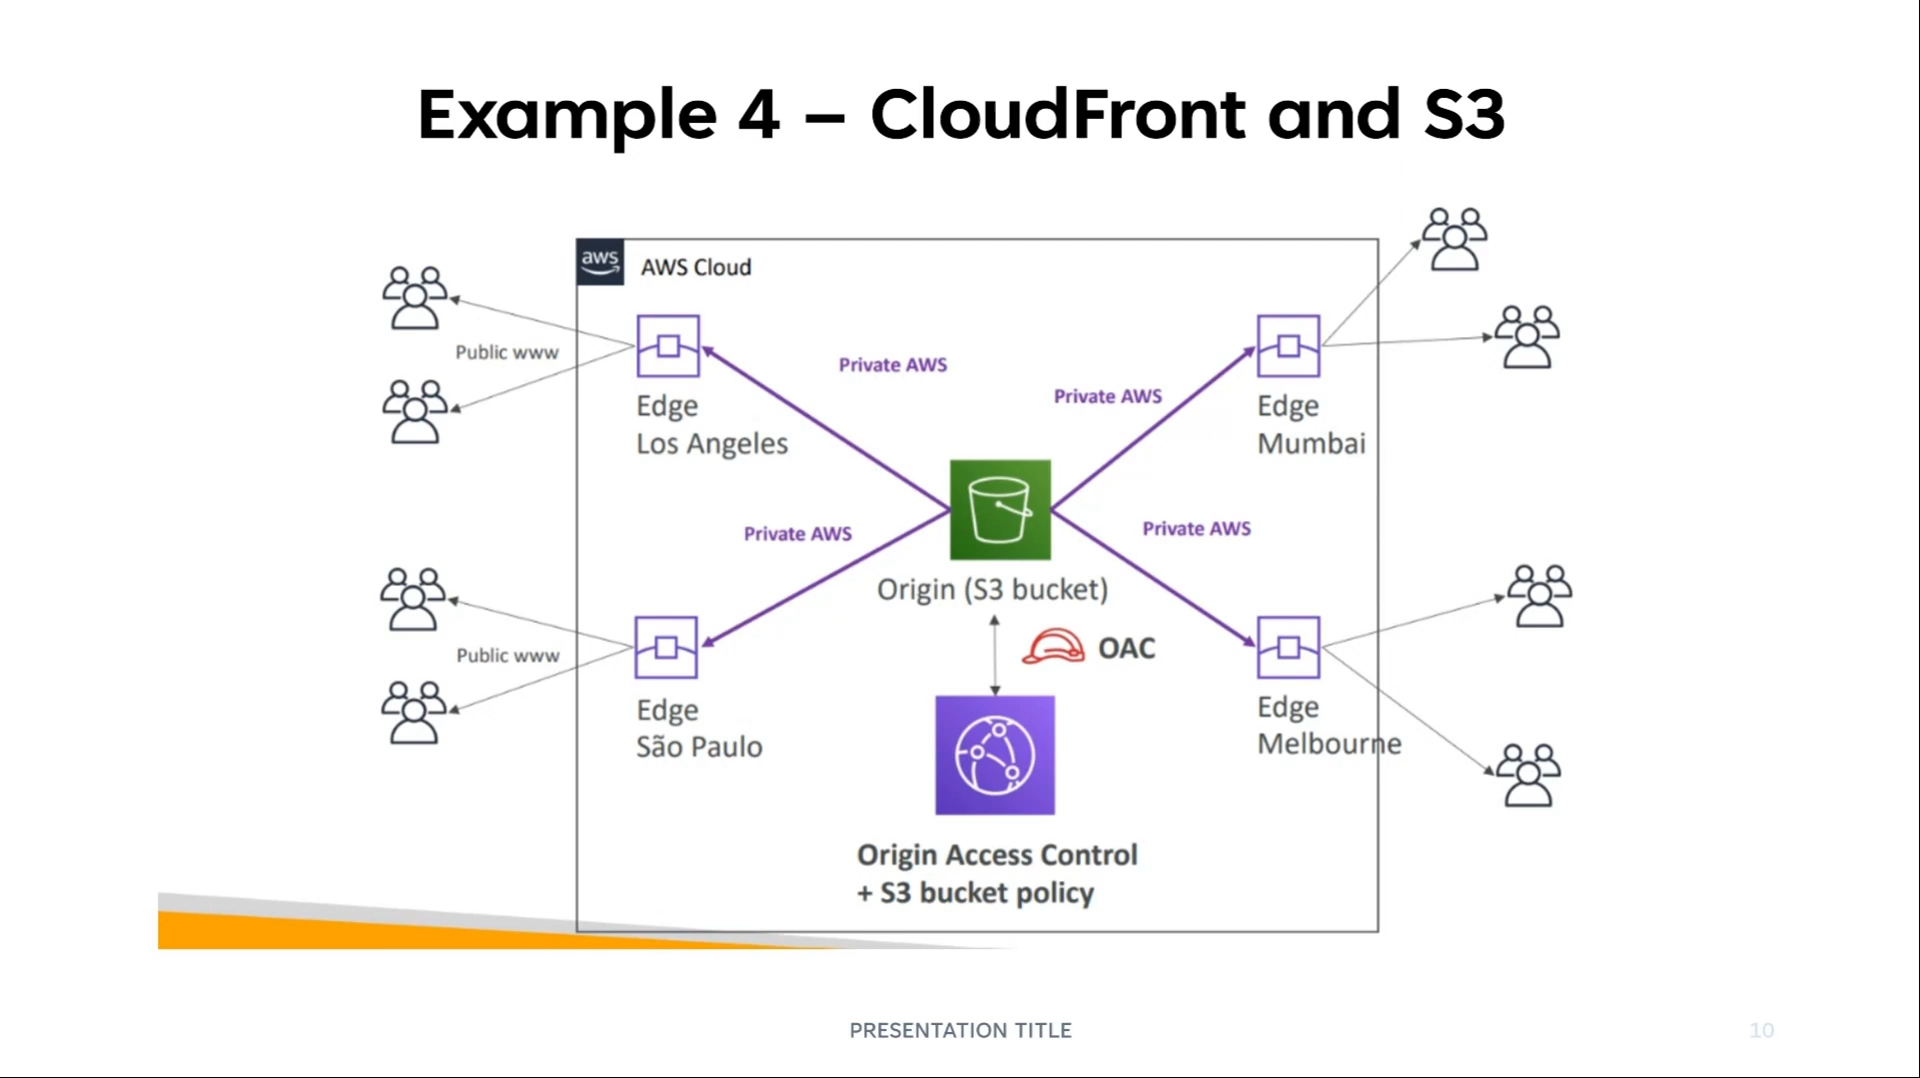 Example 4 – CloudFront and S3
aws
AWS Cloud
Public www
Edge
Los Angeles
Private AWS
Private AWS
Edge
Mumbai
Private AWS
Private AWS
Origin (S3 bucket)
OAC
Public www
Edge
São Paulo
Edge
Melbourne
Origin Access Control
+ S3 bucket policy
PRESENTATION TITLE
10